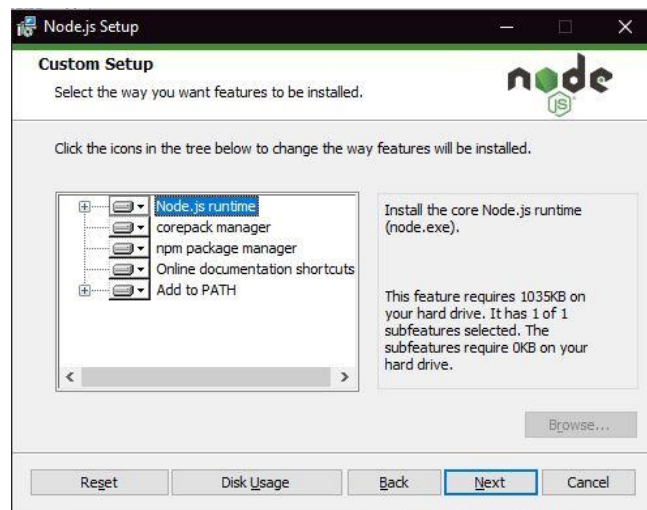 Node.js Setup
Custom Setup
Select the way you want features to be installed.
node
JS
Click the icons in the tree below to change the way features will be installed.
Node.js runtime
corepack manager
npm package manager
Online documentation shortcuts
Add to PATH
Install the core Node.js runtime
(node.exe).
This feature requires 1035KB on
your hard drive. It has 1 of 1
subfeatures selected. The
subfeatures require 0KB on your
hard drive.
Browse...
Reset
Disk Usage
Back
Next
Cancel